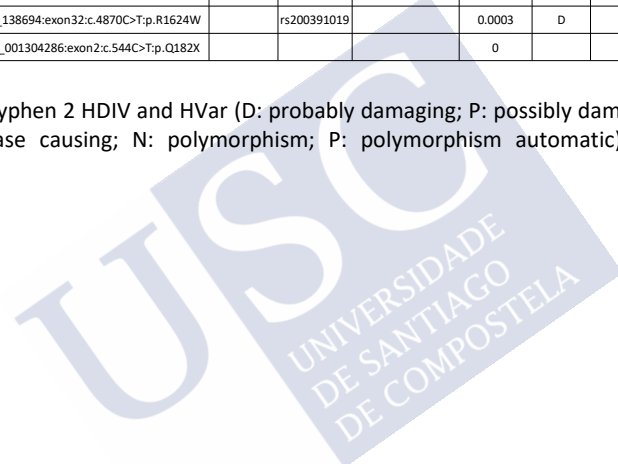 _138694:exon32:c.4870C>T:p.R1624W rs200391019 0.0003 D
_001304286:exon2:c.544C>T:p.Q182X 0
yphen 2 HDIV and HVar (D: probably damaging; P: possibly dam
ase causing; N: polymorphism; P: polymorphism automatic)
USC
UNIVERSIDADE
DE SANTIAGO
DE COMPOSTELA